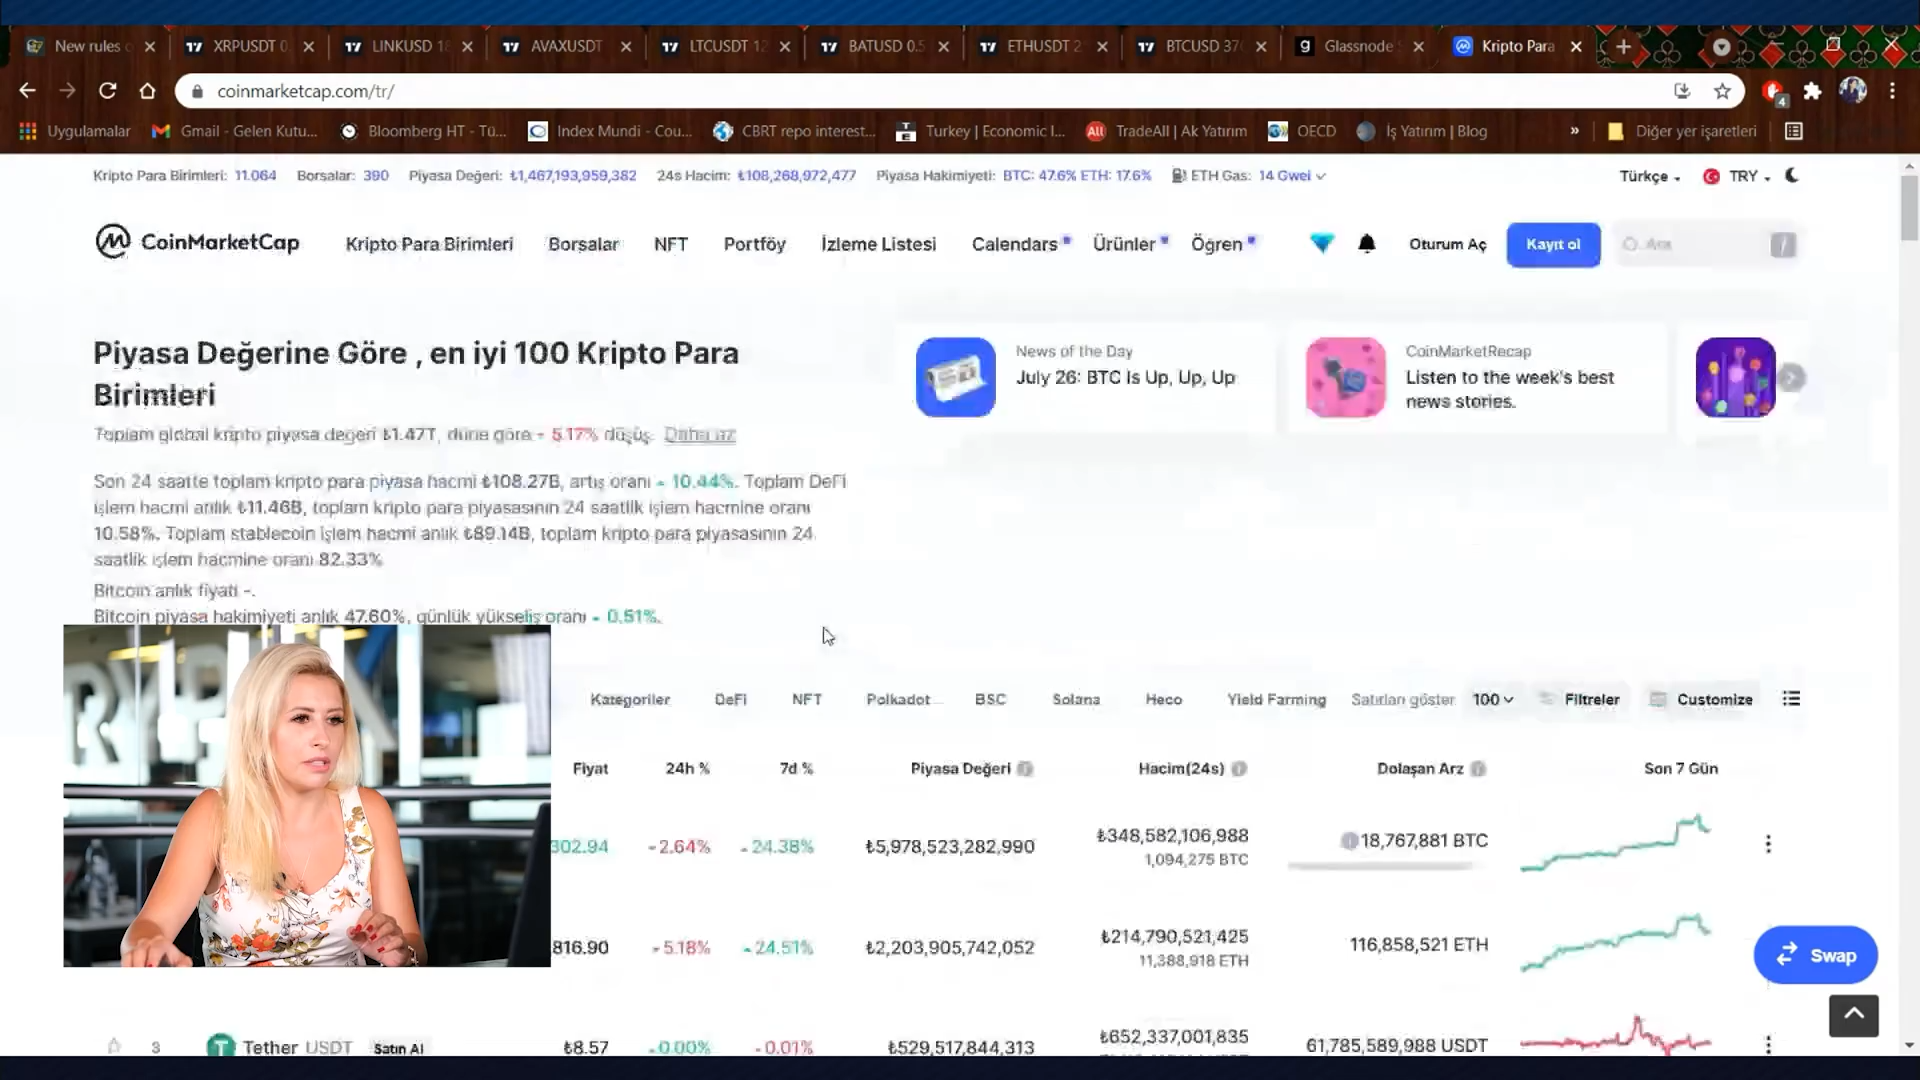 New rules
XRPUSDT 0.
LINKUSD 18
AVAXUSDT
LTCUSDT 12
BATUSD 0.5
ETHUSDT 2
BTCUSD 37
Glassnode
Kripto Para
coinmarketcap.com/tr/
4
Uygulamalar
Gmail - Gelen Kutu...
Bloomberg HT - Tü...
Index Mundi - Cou...
CBRT repo interest...
Turkey | Economic I...
TradeAll | Ak Yatırım
OECD
İş Yatırım | Blog
»
Diğer yer işaretleri
Kripto Para Birimleri: 11.064
Borsalar: 390
Piyasa Değeri: ₺1,467,193,959,382
24s Hacim: ₺108,268,972,477
Piyasa Hakimiyeti: BTC: 47.6% ETH: 17.6%
ETH Gas: 14 Gwei
Türkçe
TRY
CoinMarketCap
Kripto Para Birimleri
Borsalar
NFT
Portföy
İzleme Listesi
Calendars
Ürünler
Öğren
Oturum Aç
Kayıt ol
Ara
/
Piyasa Değerine Göre , en iyi 100 Kripto Para
Birimleri
Toplam global kripto piyasa değeri ₺1.47T, düne göre - 5.17% düşüş. Daha az
Son 24 saatte toplam kripto para piyasa hacmi ₺108.27B, artış oranı - 10.44%. Toplam DeFi
işlem hacmi anlık ₺11.46B, toplam kripto para piyasasının 24 saatlik işlem hacmine oranı
10.58%. Toplam stablecoin işlem hacmi anlık ₺89.14B, toplam kripto para piyasasının 24
saatlik işlem hacmine oranı 82.33%
Bitcoin anlık fiyatı -.
Bitcoin piyasa hakimiyeti anlık 47.60%, günlük yükseliş oranı - 0.51%.
News of the Day
July 26: BTC Is Up, Up, Up
CoinMarketRecap
Listen to the week's best
news stories.
Kategoriler
DeFi
NFT
Polkadot
BSC
Solana
Heco
Yield Farming
Satırları göster
100
Filtreler
Customize
Fiyat
24h %
7d %
Piyasa Değeri
Hacim(24s)
Dolaşan Arz
Son 7 Gün
302.94
2.64%
24.38%
₺5,978,523,282,990
₺348,582,106,988
1,094,275 BTC
18,767,881 BTC
816.90
5.18%
24.51%
₺2,203,905,742,052
₺214,790,521,425
11,388,918 ETH
116,858,521 ETH
Swap
3
Tether USDT
Satın Al
₺8.57
0.00%
0.01%
₺529,517,844,313
₺652,337,001,835
61,785,589,988 USDT